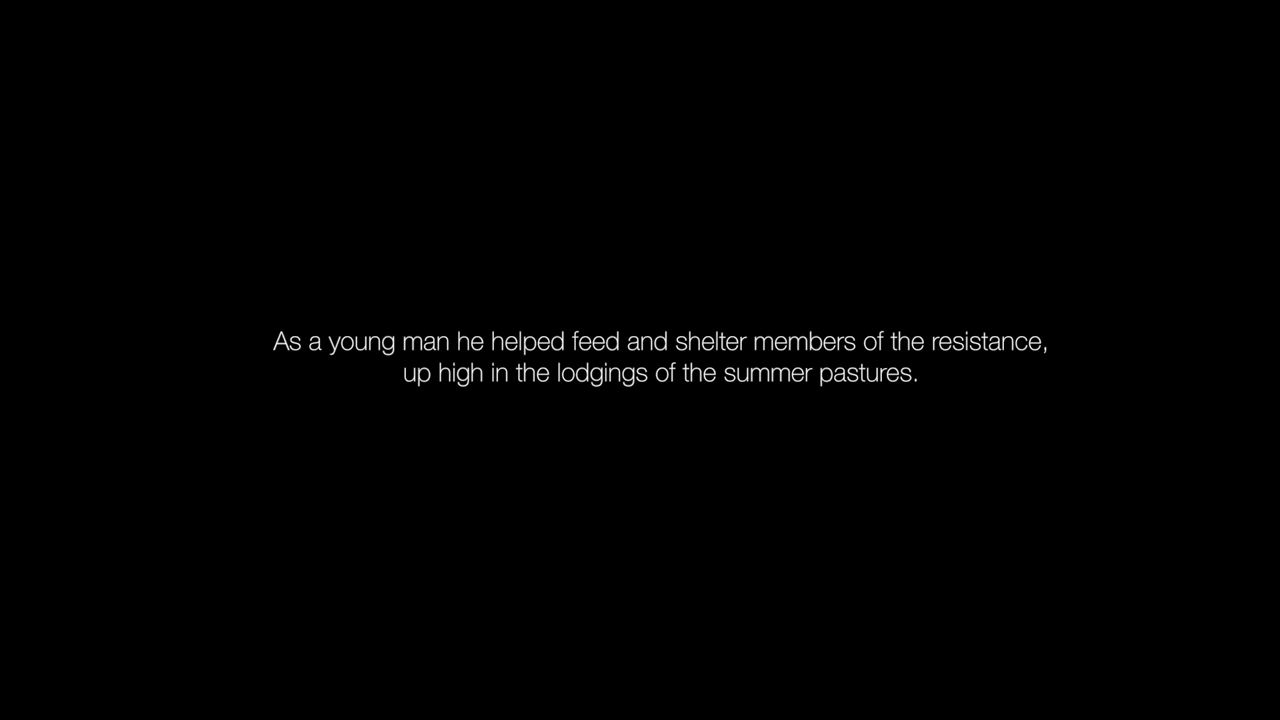 As a young man he helped feed and shelter members of the resistance,
up high in the lodgings of the summer pastures.